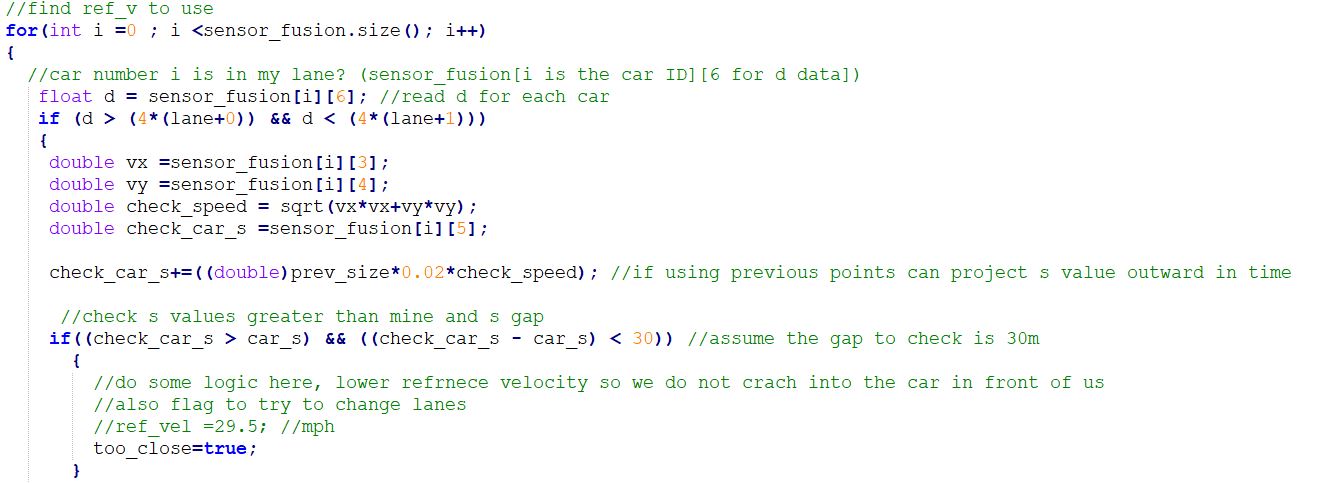 //find ref_v to use
for(int i =0 ; i <sensor_fusion.size(); i++)
{
//car number i is in my lane? (sensor_fusion[i is the car ID][6 for d data])
float d = sensor_fusion[i][6]; //read d for each car
if (d > (4*(lane+0)) && d < (4*(lane+1)))
{
double vx =sensor_fusion[i][3];
double vy =sensor_fusion[i][4];
double check_speed = sqrt(vx*vx+vy*vy);
double check_car_s =sensor_fusion[i][5];
check_car_s+=((double)prev_size*0.02*check_speed); //if using previous points can project s value outward in time
//check s values greater than mine and s gap
if((check_car_s > car_s) && ((check_car_s - car_s) < 30)) //assume the gap to check is 30m
{
//do some logic here, lower refrnece velocity so we do not crach into the car in front of us
//also flag to try to change lanes
//ref_vel =29.5; //mph
too_close=true;
}